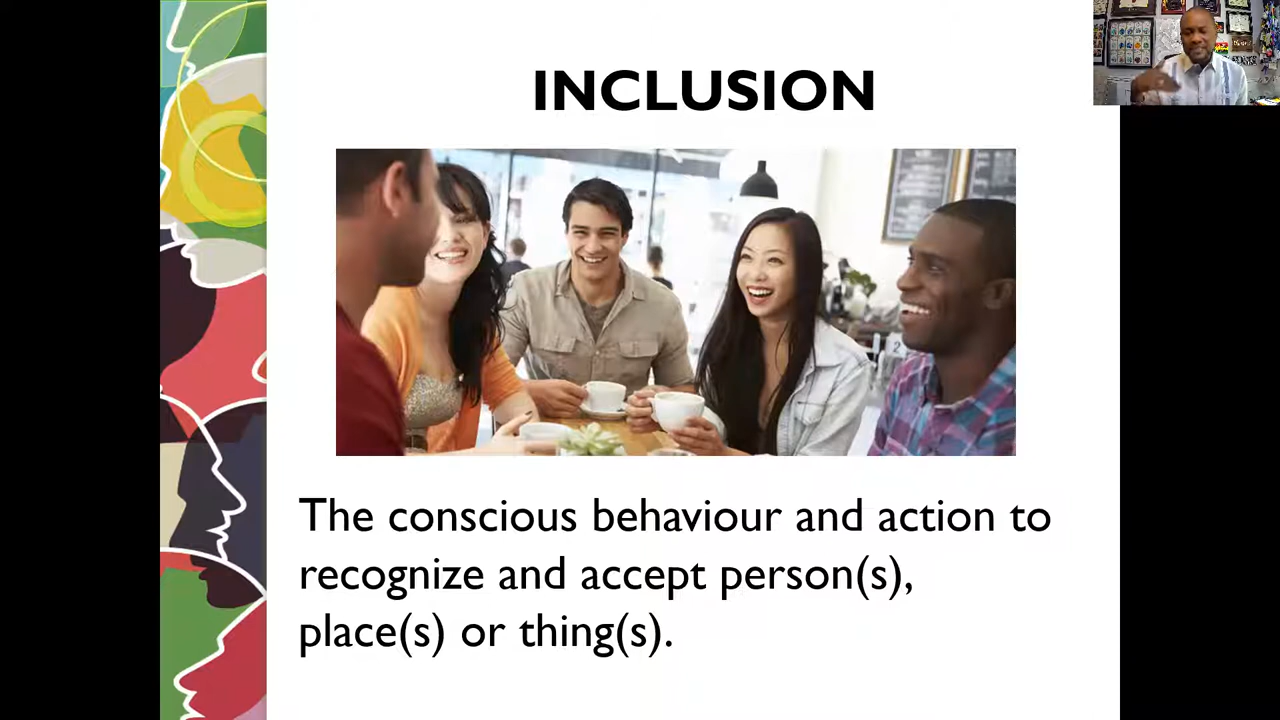 INCLUSION
The conscious behaviour and action to
recognize and accept person(s),
place(s) or thing(s).